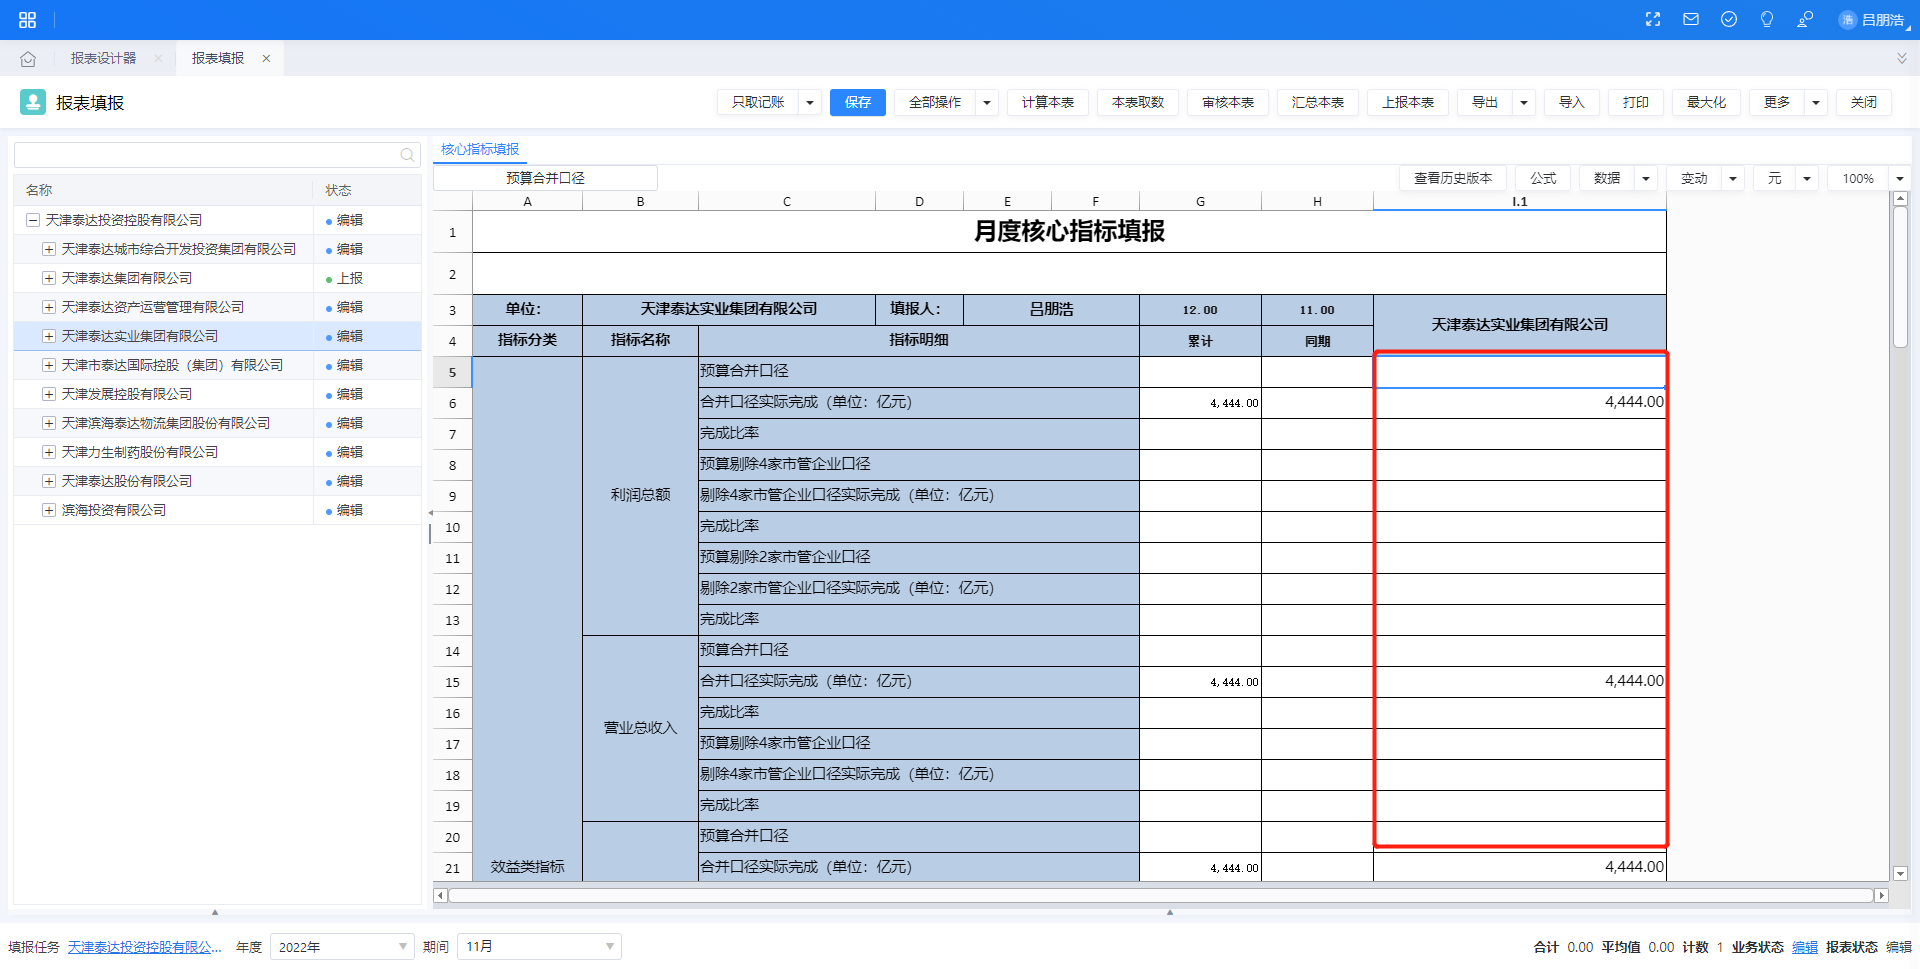 浩 吕朋浩
报表设计器 报表填报
报表填报 只取记账 保存 全部操作 计算本表 本表取数 审核本表 汇总本表 上报本表 导出 导入 打印 最大化 更多 关闭
核心指标填报
预算合并口径 查看历史版本 公式 数据 变动 元 100%
名称 状态
天津泰达投资控股有限公司 编辑
天津泰达城市综合开发投资集团有限公司 编辑
天津泰达集团有限公司 上报
天津泰达资产运营管理有限公司 编辑
天津泰达实业集团有限公司 编辑
天津市泰达国际控股（集团）有限公司 编辑
天津发展控股有限公司 编辑
天津滨海泰达物流集团股份有限公司 编辑
天津力生制药股份有限公司 编辑
天津泰达股份有限公司 编辑
滨海投资有限公司 编辑
A B C D E F G H I.1
1 月度核心指标填报
2
3 单位： 天津泰达实业集团有限公司 填报人： 吕朋浩 12.00 11.00 天津泰达实业集团有限公司
4 指标分类 指标名称 指标明细 累计 同期
5 预算合并口径
6 合并口径实际完成（单位：亿元） 4,444.00 4,444.00
7 完成比率
8 预算剔除4家市管企业口径
9 利润总额 剔除4家市管企业口径实际完成（单位：亿元）
10 完成比率
11 预算剔除2家市管企业口径
12 剔除2家市管企业口径实际完成（单位：亿元）
13 完成比率
14 预算合并口径
15 合并口径实际完成（单位：亿元） 4,444.00 4,444.00
16 营业总收入 完成比率
17 预算剔除4家市管企业口径
18 剔除4家市管企业口径实际完成（单位：亿元）
19 完成比率
20 预算合并口径
21 效益类指标 合并口径实际完成（单位：亿元） 4,444.00 4,444.00
填报任务 天津泰达投资控股有限公... 年度 2022年 期间 11月 合计 0.00 平均值 0.00 计数 1 业务状态 编辑 报表状态 编辑